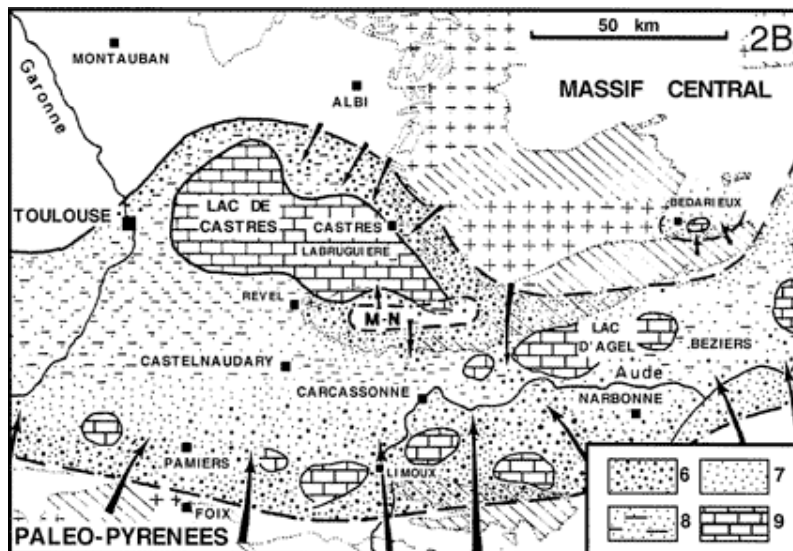 50 km
2B
MONTAUBAN
Garonne
ALBI
MASSIF CENTRAL
BEDARIEUX
TOULOUSE
LAC DE
CASTRES
CASTRES
LABRUGUIERE
REVEL
M-N
LAC
D'AGEL
BEZIERS
CASTELNAUDARY
Aude
CARCASSONNE
NARBONNE
PAMIERS
LIMOUX
FOIX
PALEO-PYRENEES
6
7
8
9